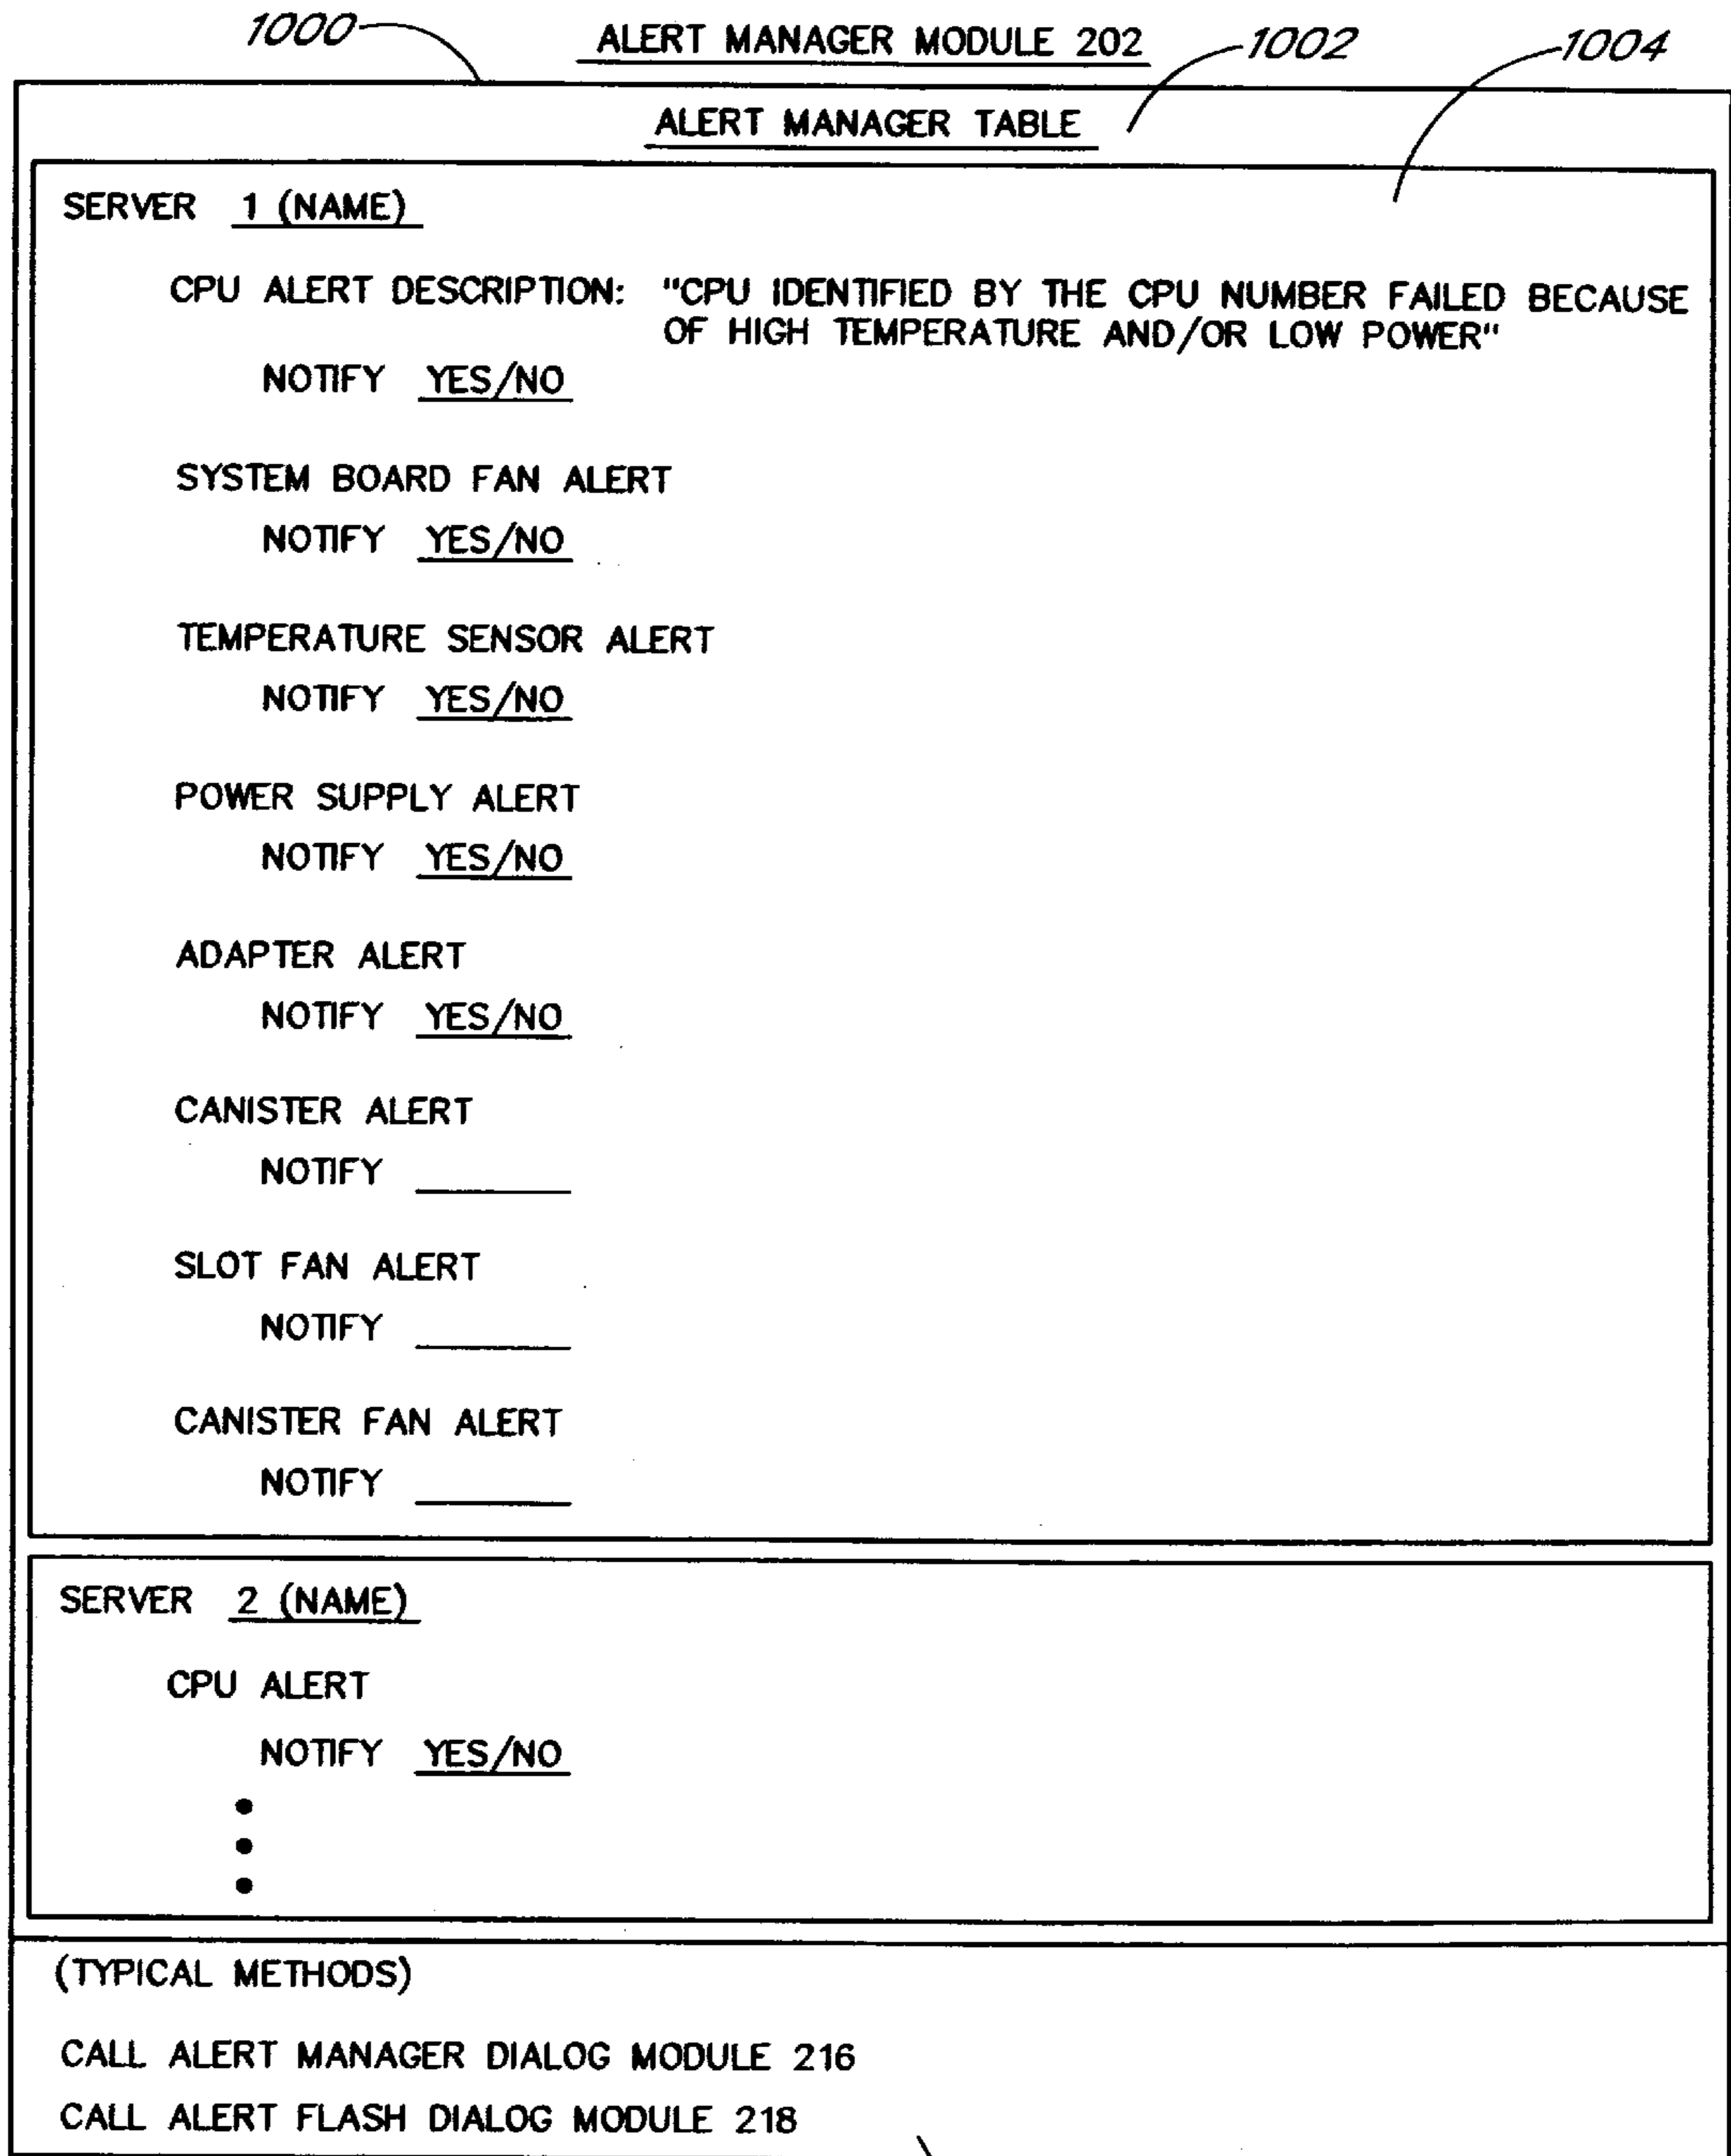 1000
ALERT MANAGER MODULE 202
1002
1004
ALERT MANAGER TABLE
SERVER 1 (NAME)
CPU ALERT DESCRIPTION: "CPU IDENTIFIED BY THE CPU NUMBER FAILED BECAUSE
OF HIGH TEMPERATURE AND/OR LOW POWER"
NOTIFY YES/NO
SYSTEM BOARD FAN ALERT
NOTIFY YES/NO
TEMPERATURE SENSOR ALERT
NOTIFY YES/NO
POWER SUPPLY ALERT
NOTIFY YES/NO
ADAPTER ALERT
NOTIFY YES/NO
CANISTER ALERT
NOTIFY
SLOT FAN ALERT
NOTIFY
CANISTER FAN ALERT
NOTIFY
SERVER 2 (NAME)
CPU ALERT
NOTIFY YES/NO
(TYPICAL METHODS)
CALL ALERT MANAGER DIALOG MODULE 216
CALL ALERT FLASH DIALOG MODULE 218